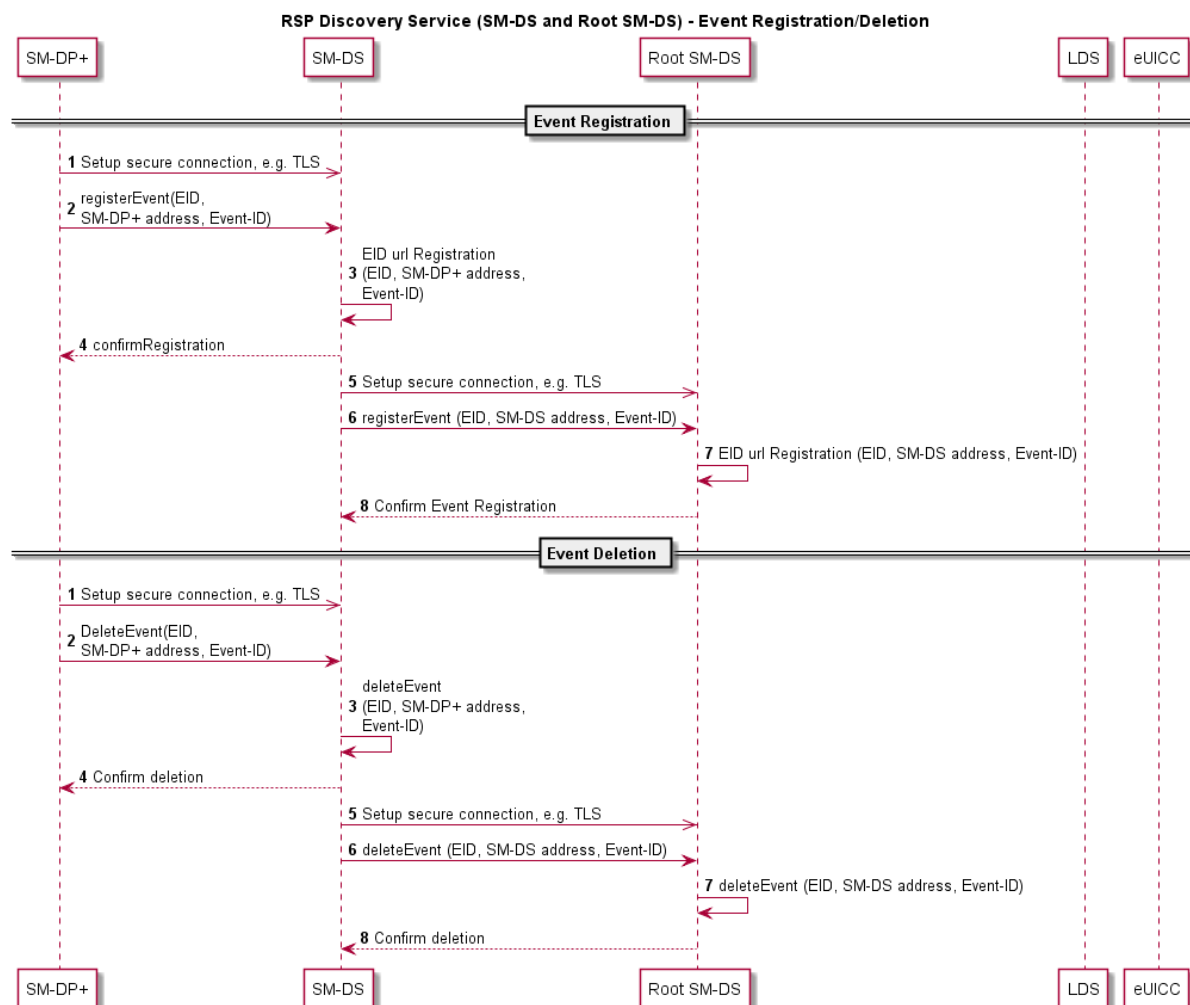 RSP Discovery Service (SM-DS and Root SM-DS) - Event Registration/Deletion
SM-DP+
SM-DS
Root SM-DS
LDS
eUICC
Event Registration
1 Setup secure connection, e.g. TLS
2 registerEvent(EID,
SM-DP+ address, Event-ID)
EID url Registration
3 (EID, SM-DP+ address,
Event-ID)
4 confirmRegistration
5 Setup secure connection, e.g. TLS
6 registerEvent (EID, SM-DS address, Event-ID)
7 EID url Registration (EID, SM-DS address, Event-ID)
8 Confirm Event Registration
Event Deletion
1 Setup secure connection, e.g. TLS
2 DeleteEvent(EID,
SM-DP+ address, Event-ID)
deleteEvent
3 (EID, SM-DP+ address,
Event-ID)
4 Confirm deletion
5 Setup secure connection, e.g. TLS
6 deleteEvent (EID, SM-DS address, Event-ID)
7 deleteEvent (EID, SM-DS address, Event-ID)
8 Confirm deletion
SM-DP+
SM-DS
Root SM-DS
LDS
eUICC